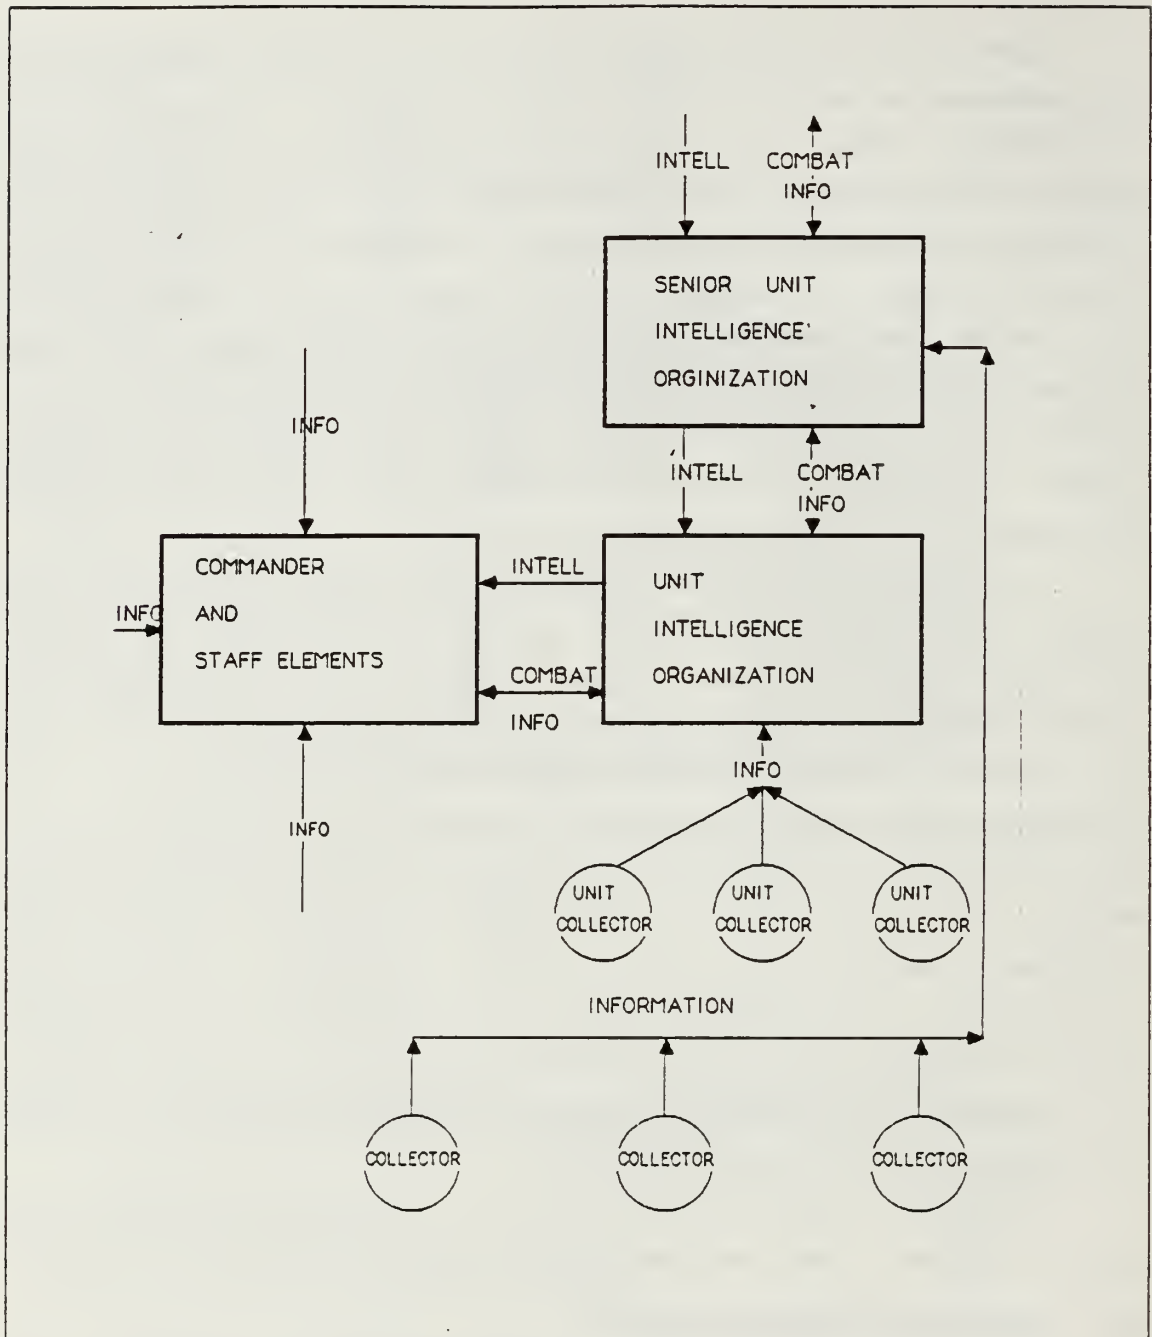 INTELL
COMBAT
INFO
SENIOR UNIT
INTELLIGENCE
ORGINIZATION
INFO
INTELL
COMBAT
INFO
COMMANDER
AND
STAFF ELEMENTS
INFO
INTELL
COMBAT
INFO
UNIT
INTELLIGENCE
ORGANIZATION
INFO
INFO
UNIT
COLLECTOR
UNIT
COLLECTOR
UNIT
COLLECTOR
INFORMATION
COLLECTOR
COLLECTOR
COLLECTOR